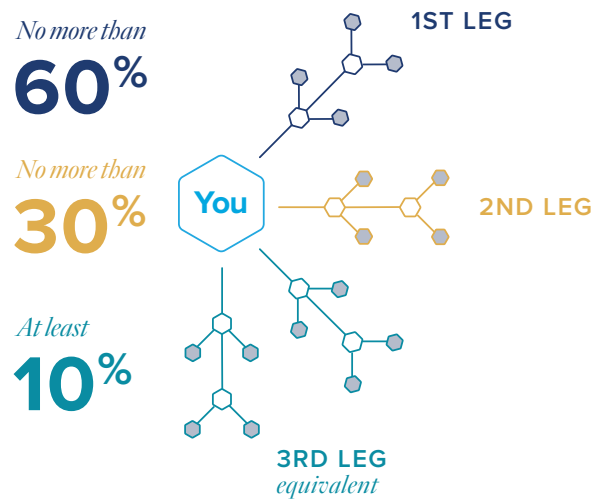 No more than
60%
1ST LEG
No more than
30%
You
2ND LEG
At least
10%
3RD LEG
equivalent